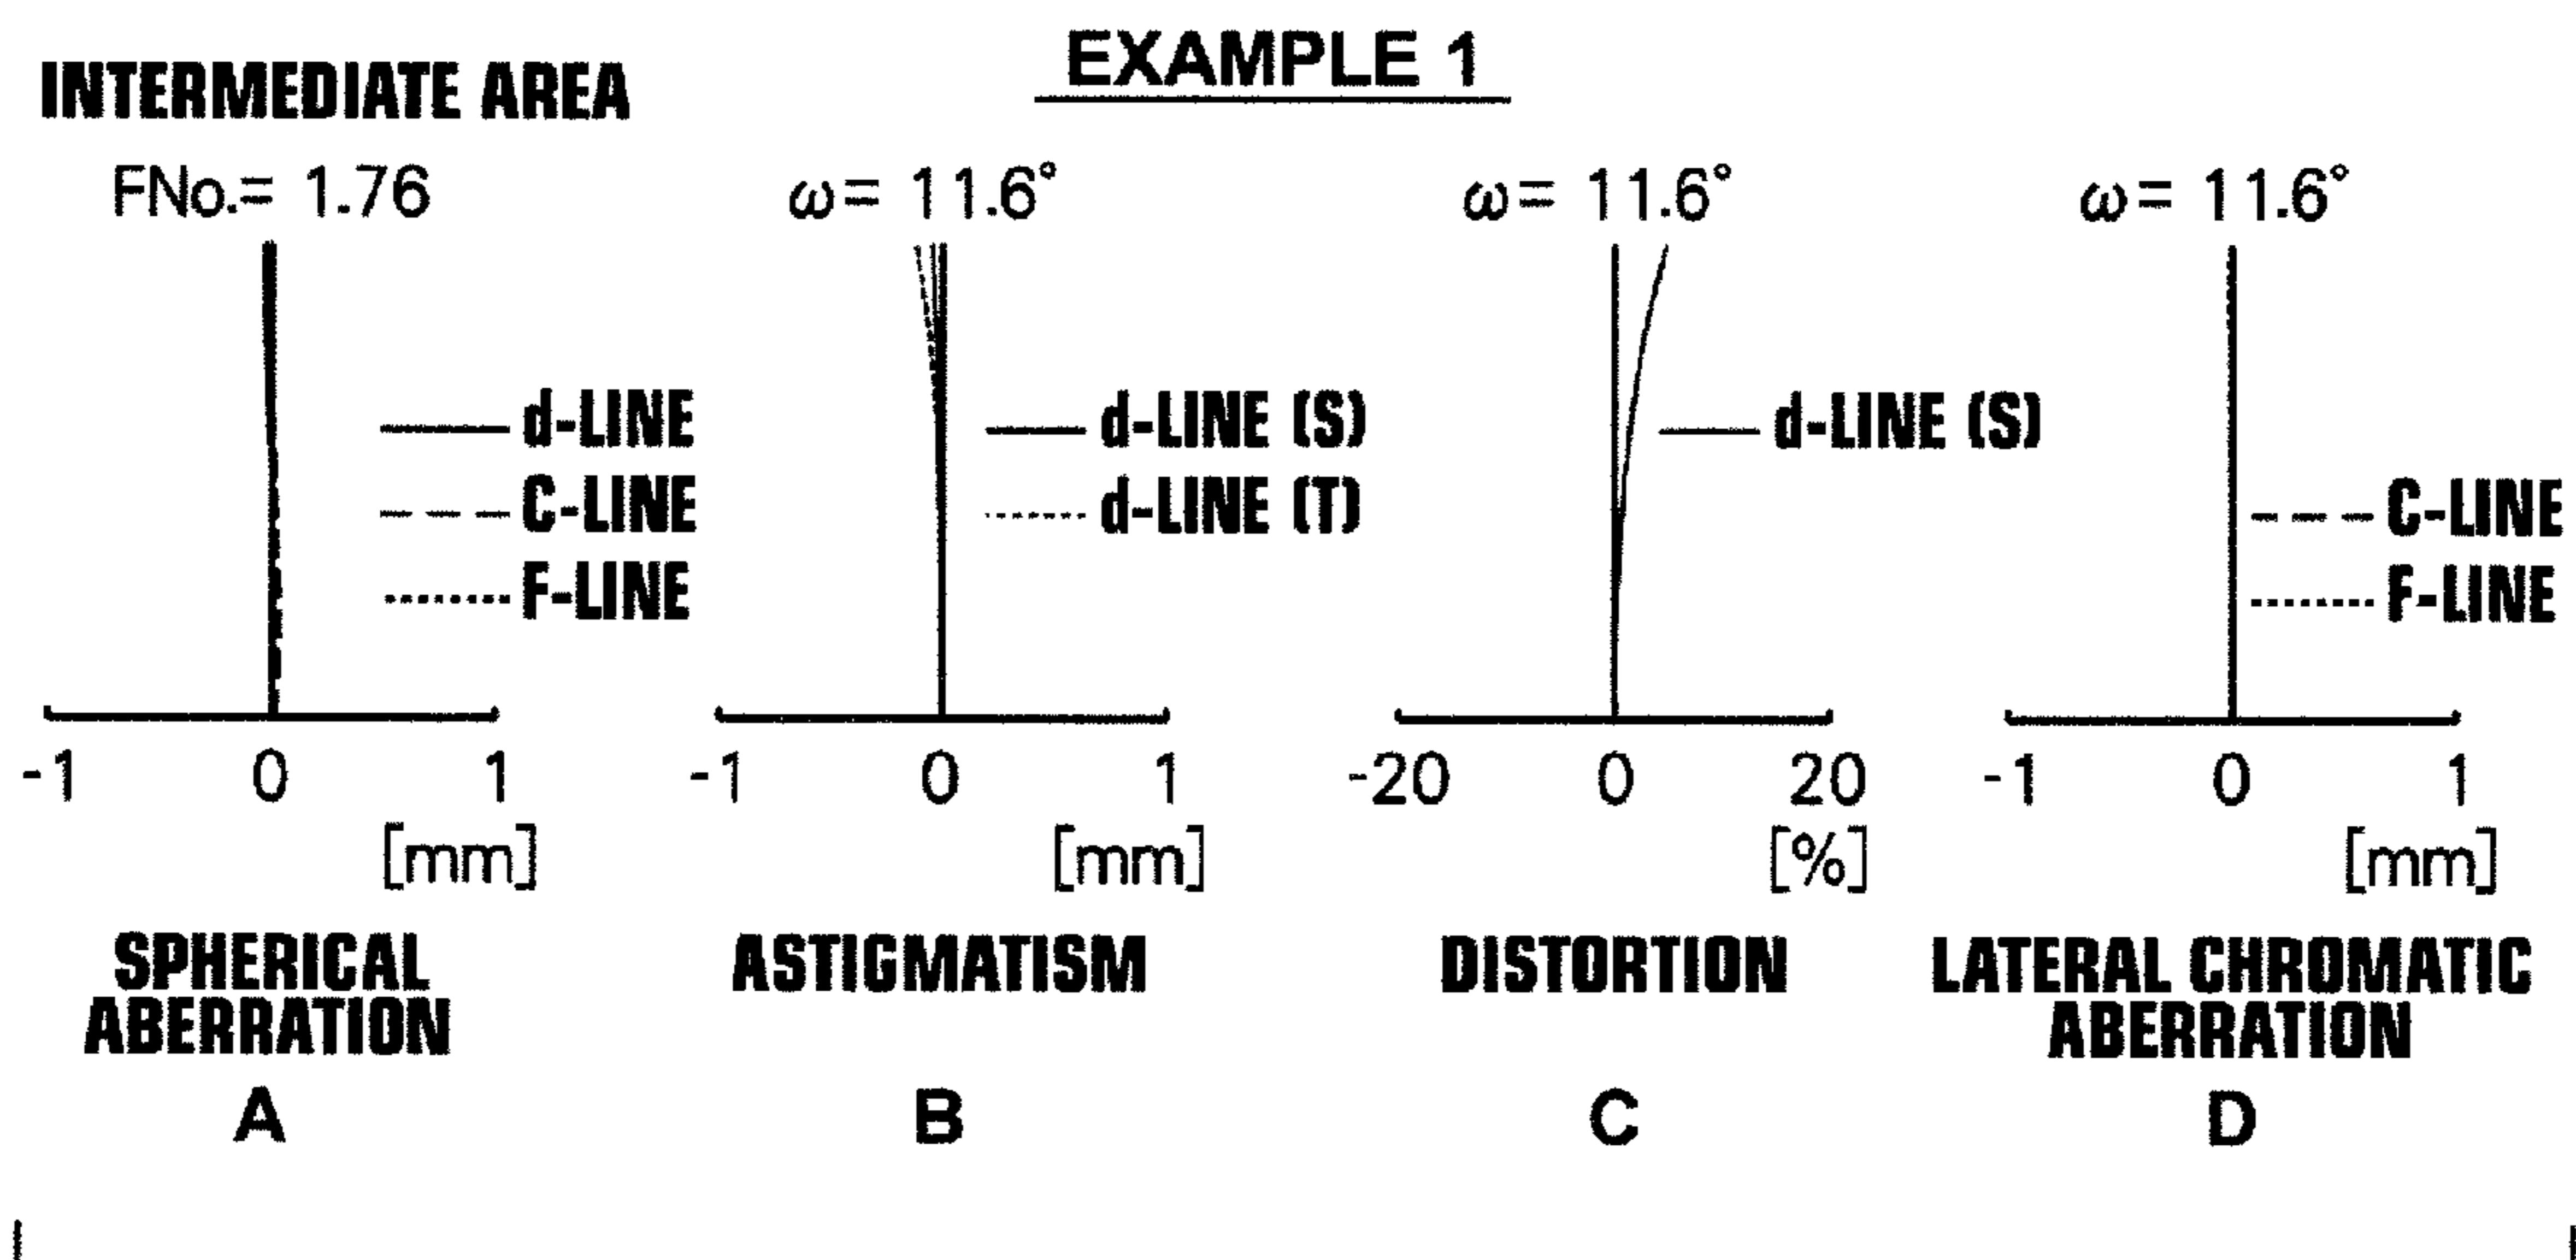 EXAMPLE 1
INTERMEDIATE AREA
FNo.= 1.76
ω= 11.6°
ω= 11.6°
ω= 11.6°
d-LINE
C-LINE
F-LINE
d-LINE (S)
d-LINE (T)
d-LINE (S)
C-LINE
F-LINE
-1 0 1
[mm]
-1 0 1
[mm]
-20 0 20
[%]
-1 0 1
[mm]
SPHERICAL
ABERRATION
ASTIGMATISM
DISTORTION
LATERAL CHROMATIC
ABERRATION
A
B
C
D